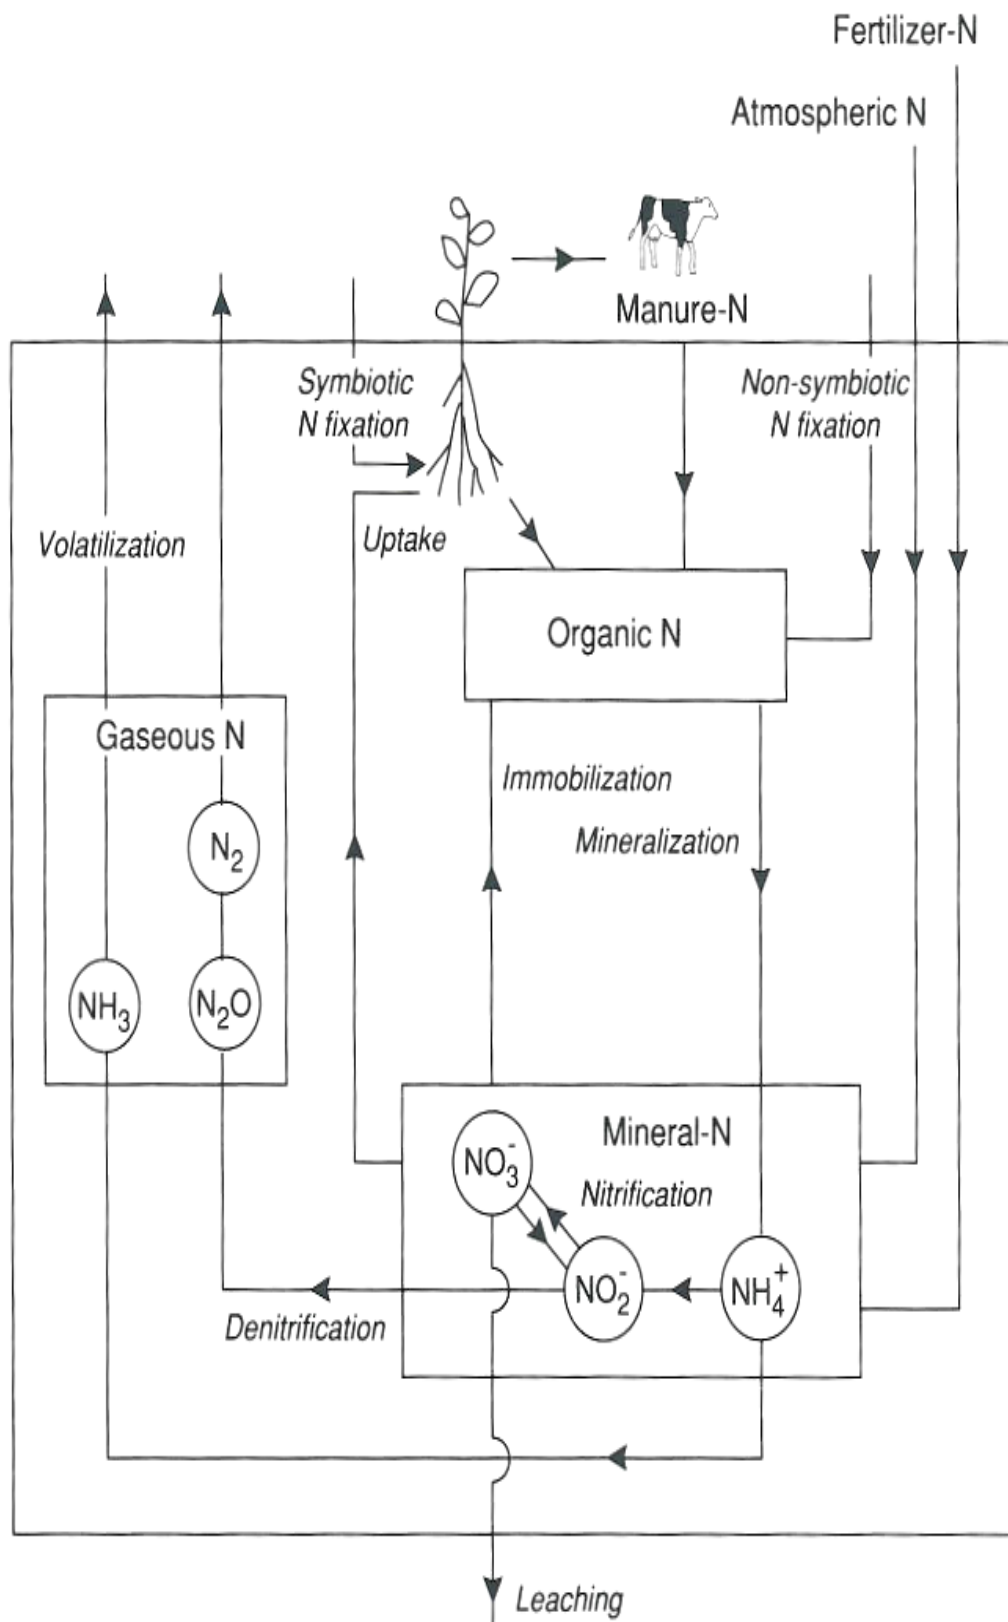 Fertilizer-N
Atmospheric N
Manure-N
Symbiotic
N fixation
Non-symbiotic
N fixation
Volatilization
Uptake
Organic N
Gaseous N
Immobilization
Mineralization
N₂
NH₃
N₂O
Mineral-N
NO₃⁻
Nitrification
NO₂⁻
NH₄⁺
Denitrification
Leaching